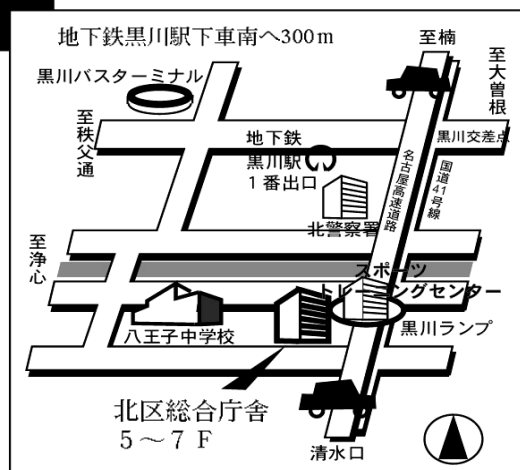 地下鉄黒川駅下車南へ300m
至楠
黒川バスターミナル
至大曽根
至秩父通
地下鉄
黒川駅
1番出口
黒川交差点
名古屋高速道路
国道41号線
北警察署
至浄心
スポーツ
トレーニングセンター
八王子中学校
黒川ランプ
北区総合庁舎
5～7F
清水口